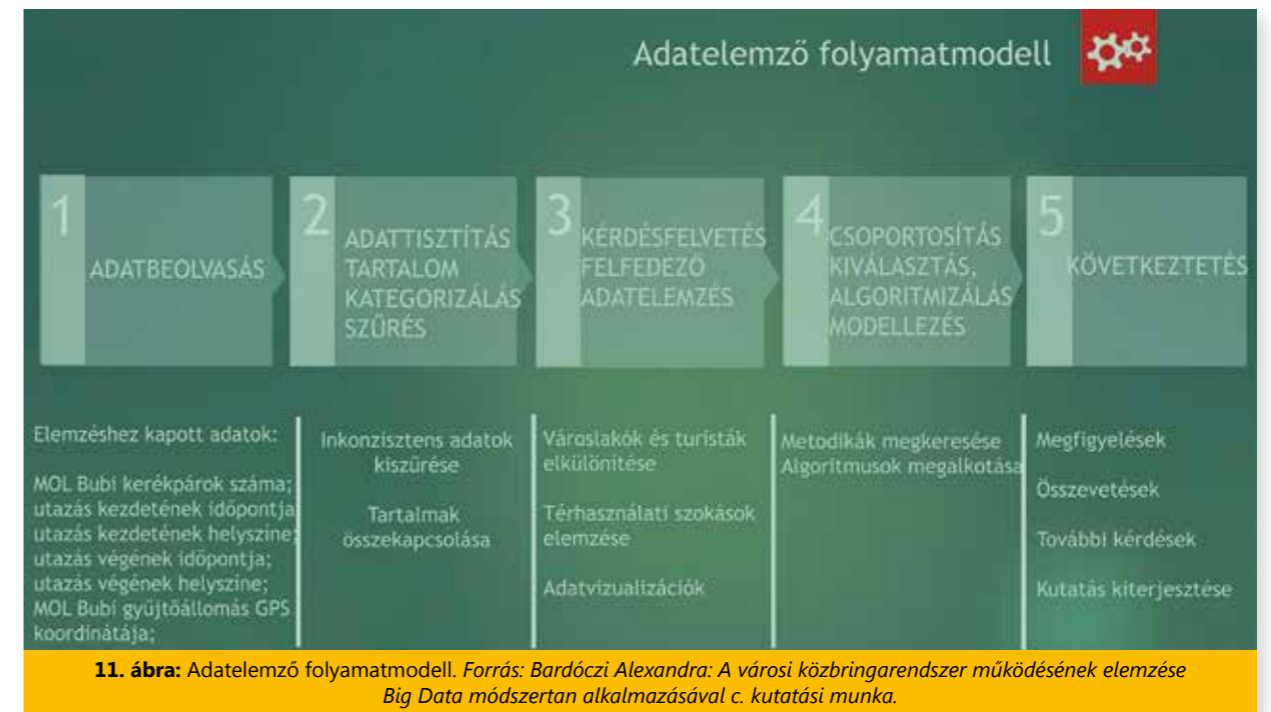 Adatelemző folyamatmodell
1
ADATBEOLVASÁS
2
ADATTISZTÍTÁS
TARTALOM
KATEGORIZÁLÁS
SZŰRÉS
3
KÉRDÉSFELVETÉS
FELFEDEZŐ
ADATELEMZÉS
4
CSOPORTOSÍTÁS
KIVÁLASZTÁS,
ALGORITMIZÁLÁS
MODELLEZÉS
5
KÖVETKEZTETÉS
Elemzéshez kapott adatok:
MOL Bubi kerékpárok száma;
utazás kezdetének időpontja
utazás kezdetének helyszíne;
utazás végének időpontja;
utazás végének helyszíne;
MOL Bubi gyűjtőállomás GPS
koordinátája;
Inkonzisztens adatok
kiszűrése
Tartalmak
összekapcsolása
Városlakók és turisták
elkülönítése
Térhasználati szokások
elemzése
Adatvizualizációk
Metodikák megkeresése
Algoritmusok megalkotása
Megfigyelések
Összevetések
További kérdések
Kutatás kiterjesztése
11. ábra: Adatelemző folyamatmodell. Forrás: Bardóczi Alexandra: A városi közbringarendszer működésének elemzése
Big Data módszertan alkalmazásával c. kutatási munka.